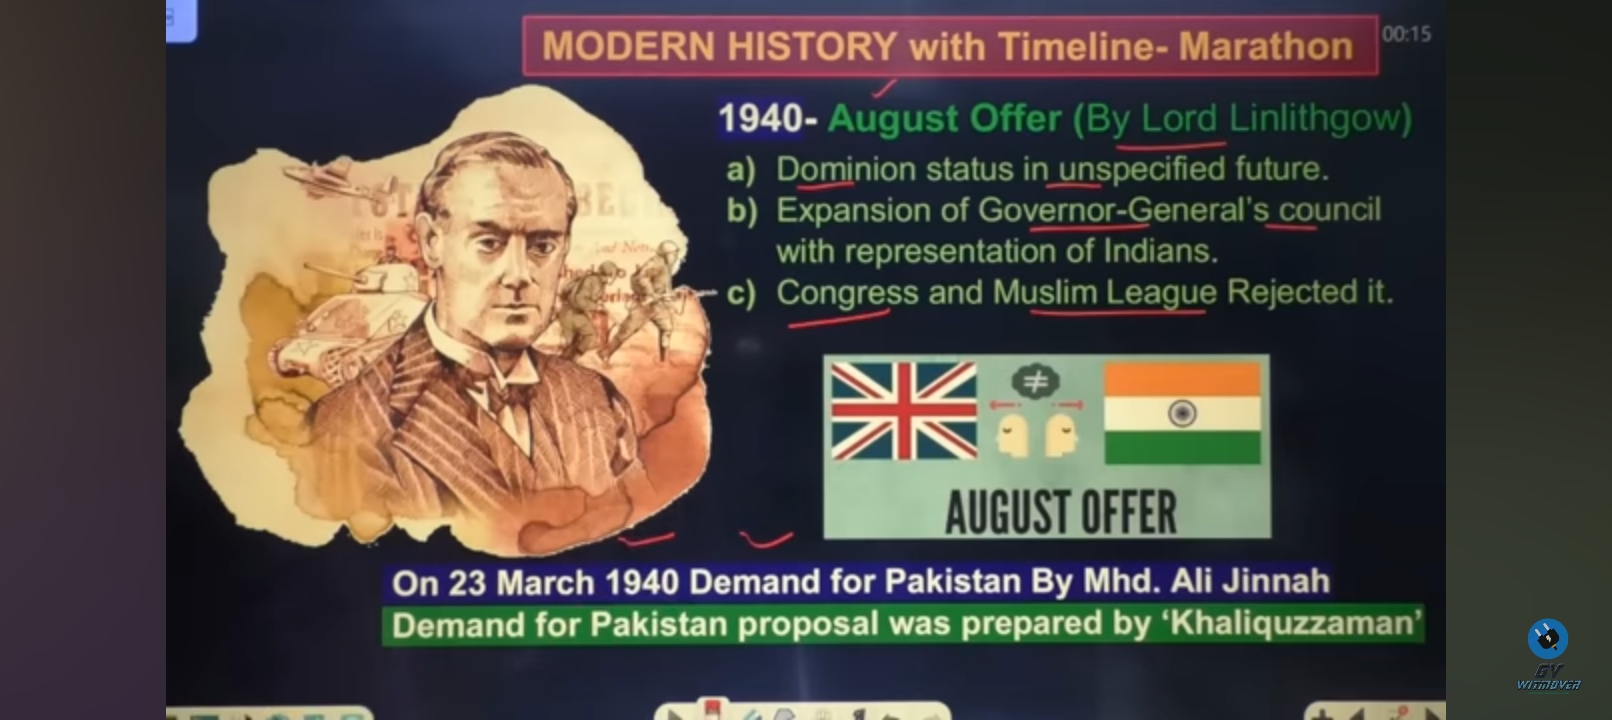 MODERN HISTORY with Timeline- Marathon
00:15
1940- August Offer (By Lord Linlithgow)
a) Dominion status in unspecified future.
b) Expansion of Governor-General's council
with representation of Indians.
c) Congress and Muslim League Rejected it.
≠
AUGUST OFFER
On 23 March 1940 Demand for Pakistan By Mhd. Ali Jinnah
Demand for Pakistan proposal was prepared by ‘Khaliquzzaman’
GV
WITMOVER